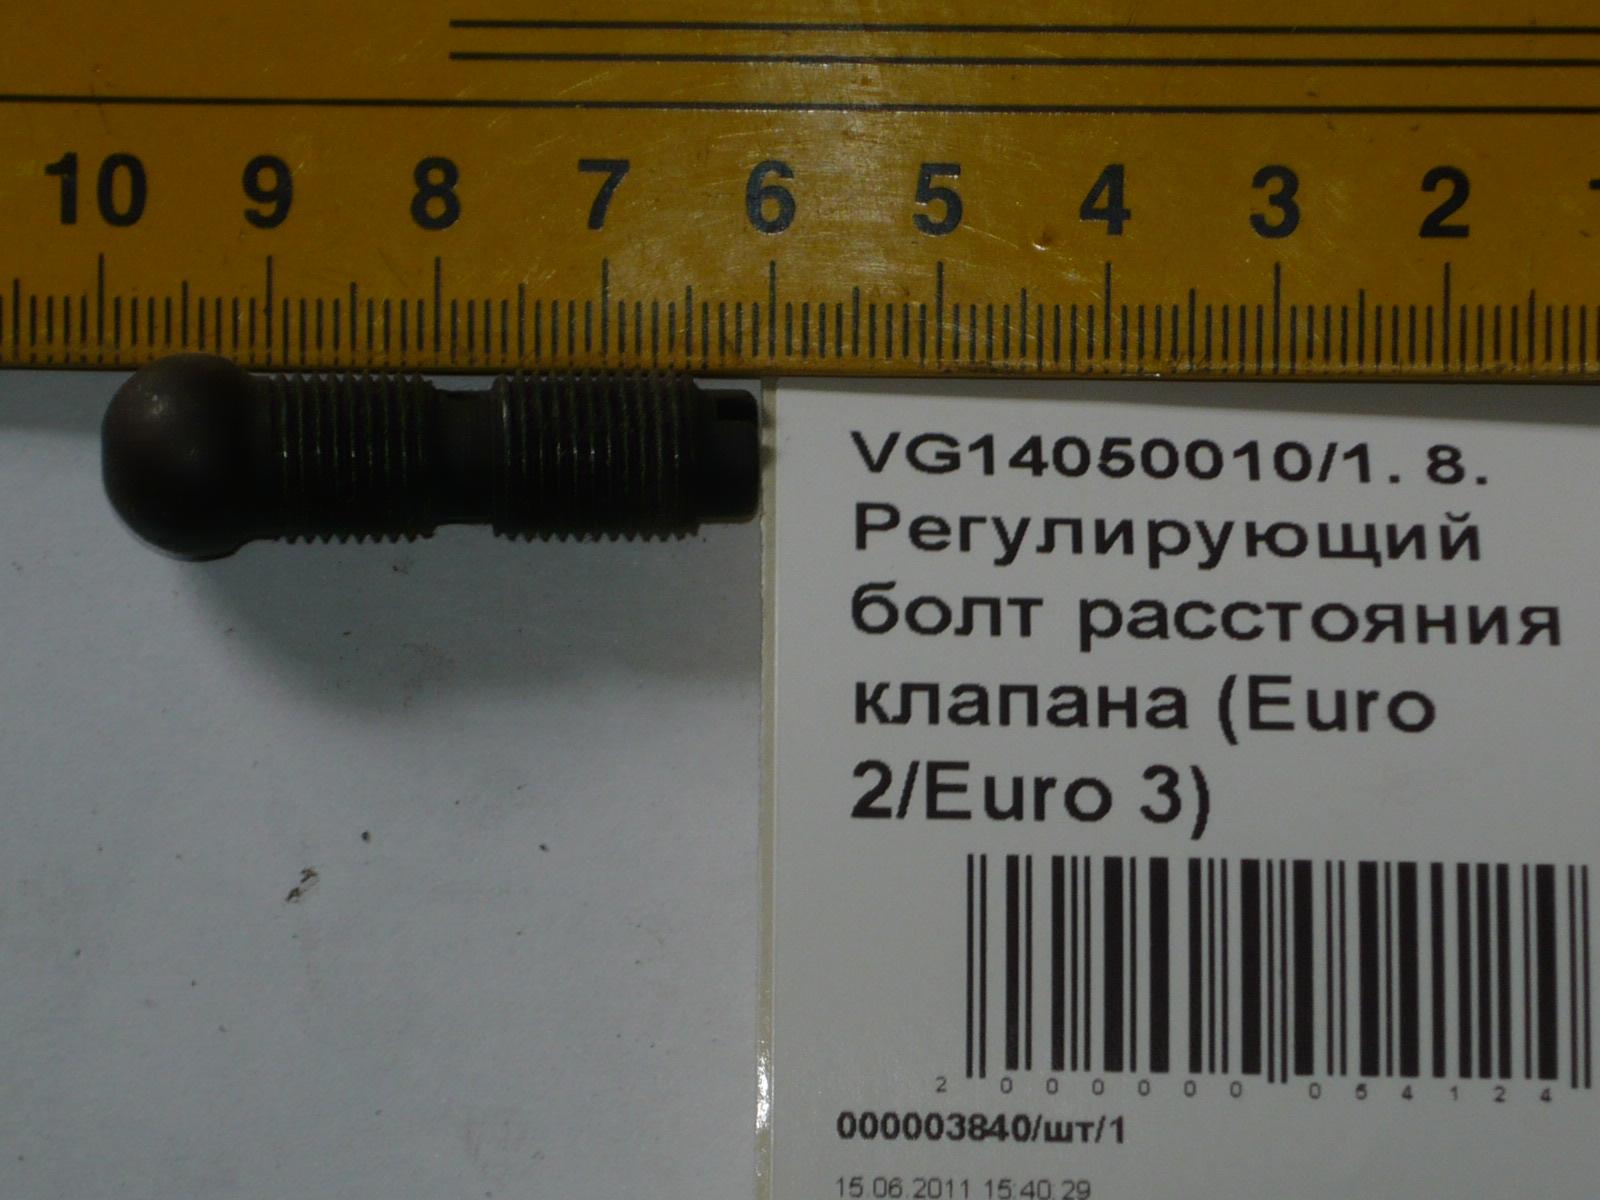 10 9 8 7 6 5 4 3 2
VG14050010/1. 8.
Регулирующий
болт расстояния
клапана (Euro
2/Euro 3)
2 000000 054124
000003840/шт/1
15.06.2011 15:40:29